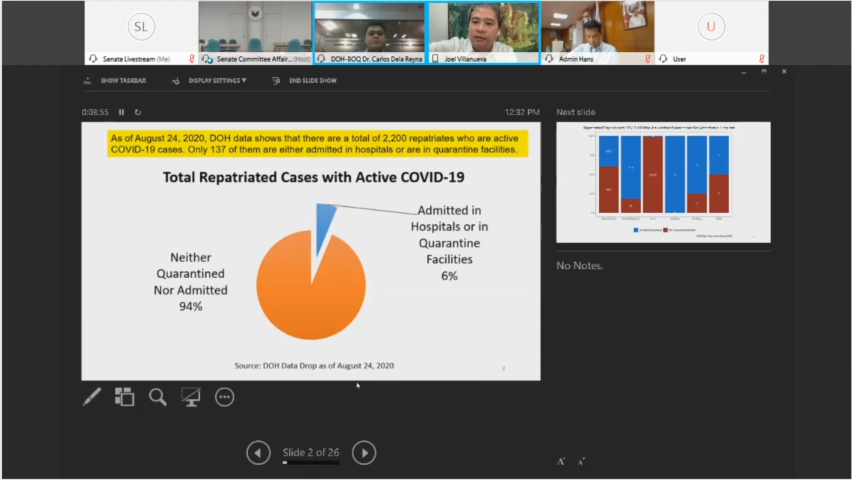 SL
U
Senate Livestream (Me)
Senate Committee Affair... (Host)
DOH-BOQ Dr. Carlos Dela Reyna
Joel Villanueva
Admin Hans
User
SHOW TASKBAR
DISPLAY SETTINGS ▼
END SLIDE SHOW
0:03:55
12:32 PM
Next slide
As of August 24, 2020, DOH data shows that there are a total of 2,200 repatriates who are active
COVID-19 cases. Only 137 of them are either admitted in hospitals or are in quarantine facilities.
Total Repatriated Cases with Active COVID-19
Admitted in
Hospitals or in
Quarantine
Facilities
6%
Neither
Quarantined
Nor Admitted
94%
Source: DOH Data Drop as of August 24, 2020
2
No Notes.
Slide 2 of 26
A
A